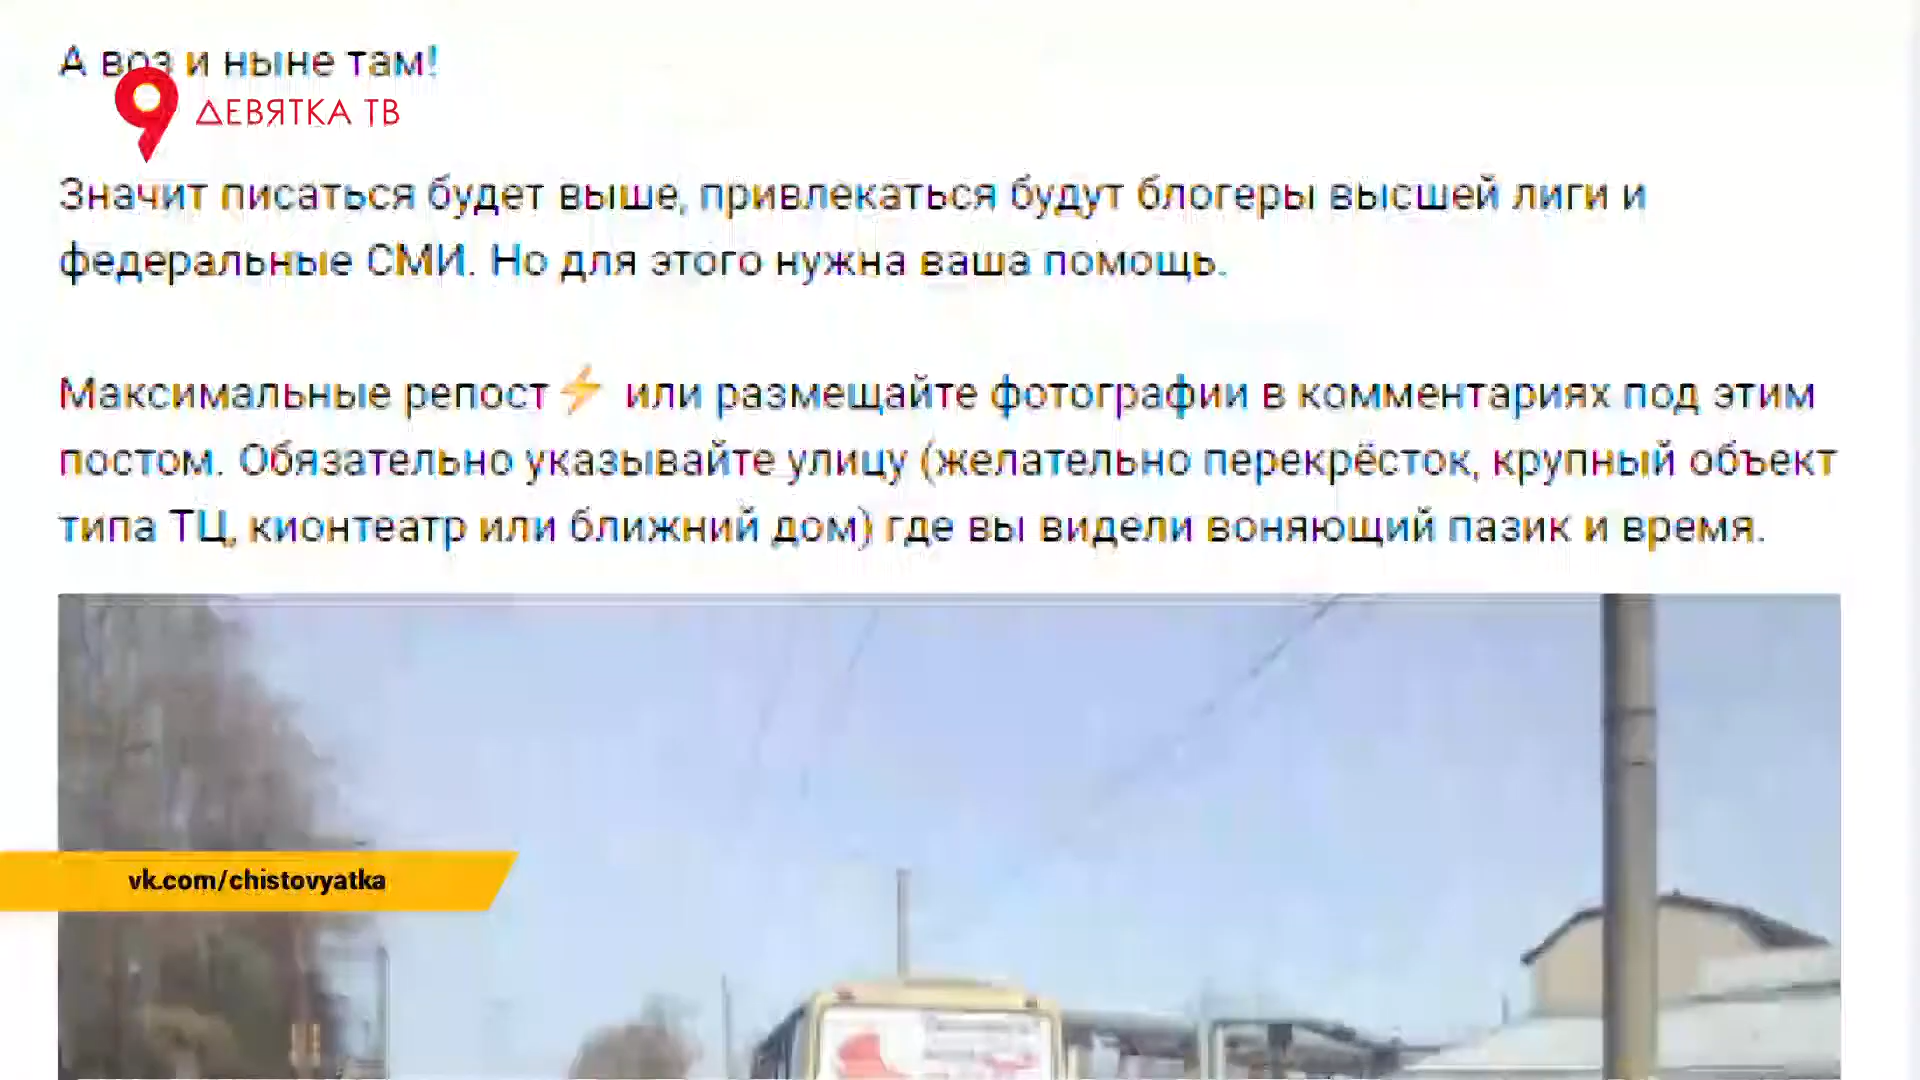 А воз и ныне там!
9 ДЕВЯТКА ТВ
Значит писаться будет выше, привлекаться будут блогеры высшей лиги и
федеральные СМИ. Но для этого нужна ваша помощь.
Максимальные репост⚡ или размещайте фотографии в комментариях под этим
постом. Обязательно указывайте улицу (желательно перекрёсток, крупный объект
типа ТЦ, кионтеатр или ближний дом) где вы видели воняющий пазик и время.
vk.com/chistovyatka